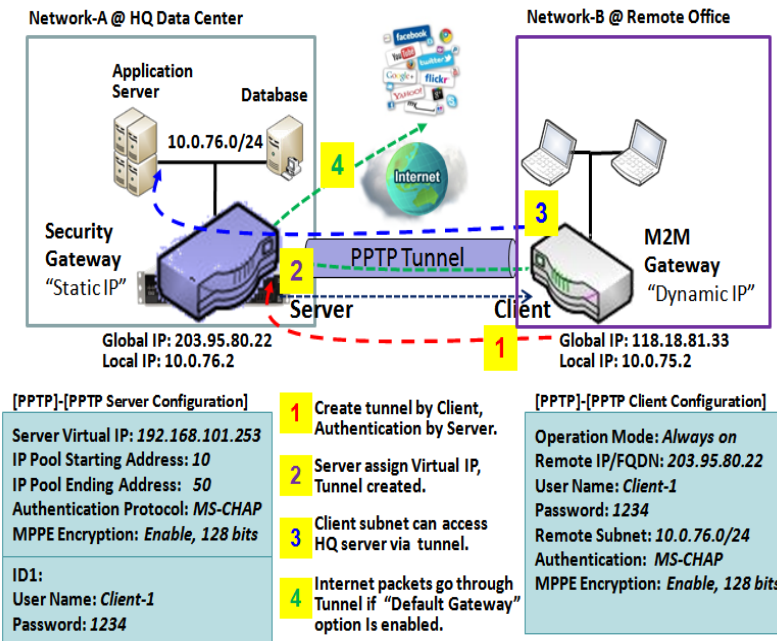 Network-A @ HQ Data Center
Network-B @ Remote Office
Application
Server
Database
10.0.76.0/24
facebook
YouTube
twitter
Google+
flickr
YAHOO!
my
4
Internet
3
Security
Gateway
"Static IP"
2
PPTP Tunnel
M2M
Gateway
"Dynamic IP"
Server
Client
1
Global IP: 203.95.80.22
Local IP: 10.0.76.2
Global IP: 118.18.81.33
Local IP: 10.0.75.2
[PPTP]-[PPTP Server Configuration]
Server Virtual IP: 192.168.101.253
IP Pool Starting Address: 10
IP Pool Ending Address: 50
Authentication Protocol: MS-CHAP
MPPE Encryption: Enable, 128 bits
ID1:
User Name: Client-1
Password: 1234
1 Create tunnel by Client,
Authentication by Server.
2 Server assign Virtual IP,
Tunnel created.
3 Client subnet can access
HQ server via tunnel.
4 Internet packets go through
Tunnel if "Default Gateway"
option Is enabled.
[PPTP]-[PPTP Client Configuration]
Operation Mode: Always on
Remote IP/FQDN: 203.95.80.22
User Name: Client-1
Password: 1234
Remote Subnet: 10.0.76.0/24
Authentication: MS-CHAP
MPPE Encryption: Enable, 128 bits